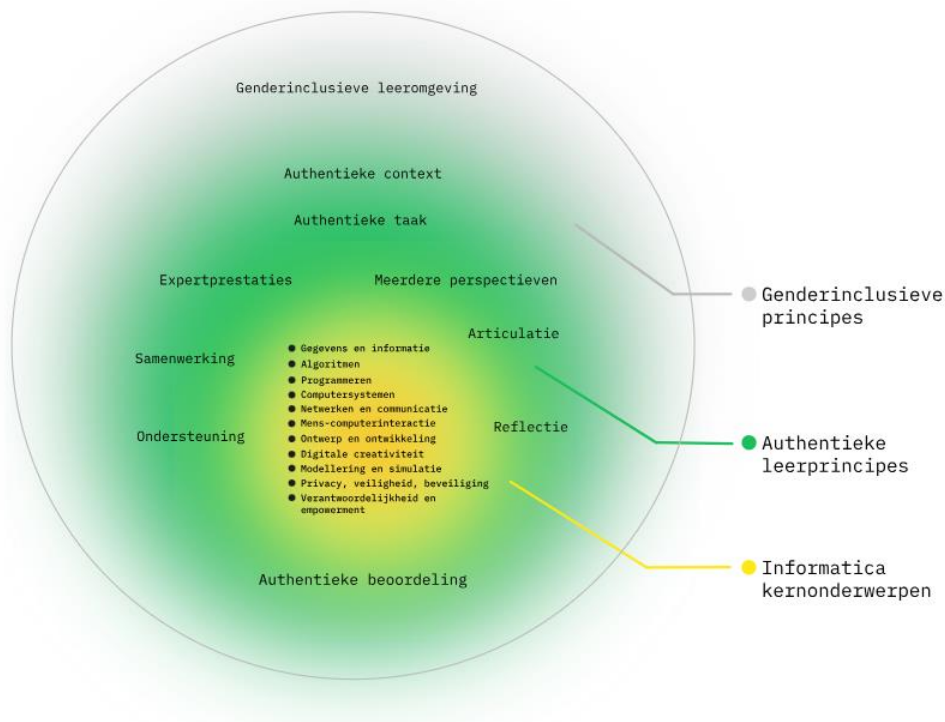 Genderinclusieve leeromgeving
Authentieke context
Authentieke taak
Expertprestaties
Meerdere perspectieven
Articulatie
Samenwerking
Ondersteuning
Reflectie
Gegevens en informatie
Algoritmen
Programmeren
Computersystemen
Netwerken en communicatie
Mens-computerinteractie
Ontwerp en ontwikkeling
Digitale creativiteit
Modellering en simulatie
Privacy, veiligheid, beveiliging
Verantwoordelijkheid en
empowerment
Authentieke beoordeling
Genderinclusieve
principes
Authentieke
leerprincipes
Informatica
kernonderwerpen